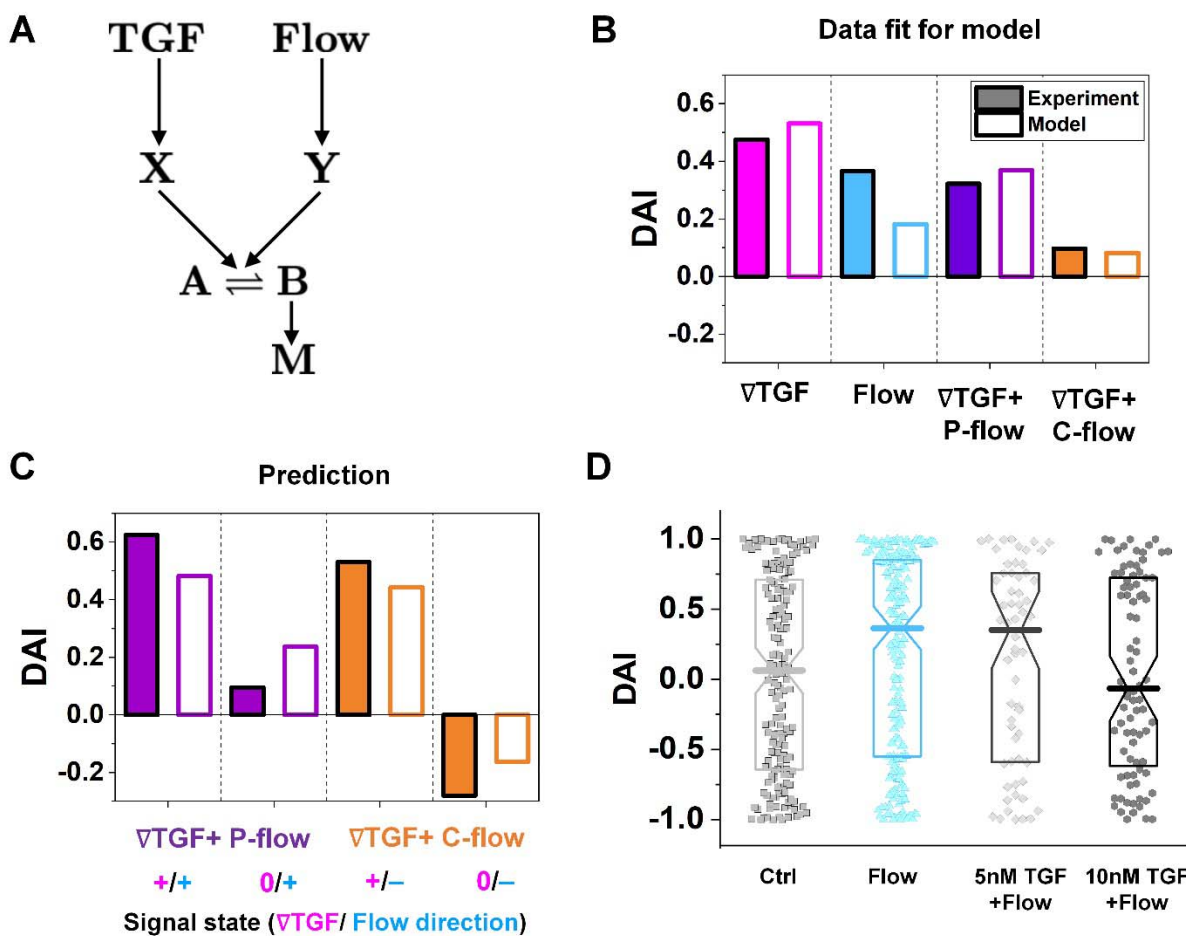 A
TGF Flow
X Y
A ⇌ B
M
B
Data fit for model
Experiment
Model
DAI
0.6
0.4
0.2
0.0
-0.2
∇TGF Flow ∇TGF+ ∇TGF+
P-flow C-flow
C
Prediction
DAI
0.6
0.4
0.2
0.0
-0.2
∇TGF+ P-flow ∇TGF+ C-flow
+/+ 0/+ +/– 0/–
Signal state (∇TGF/ Flow direction)
D
DAI
1.0
0.5
0.0
-0.5
-1.0
Ctrl Flow 5nM TGF 10nM TGF
+Flow +Flow